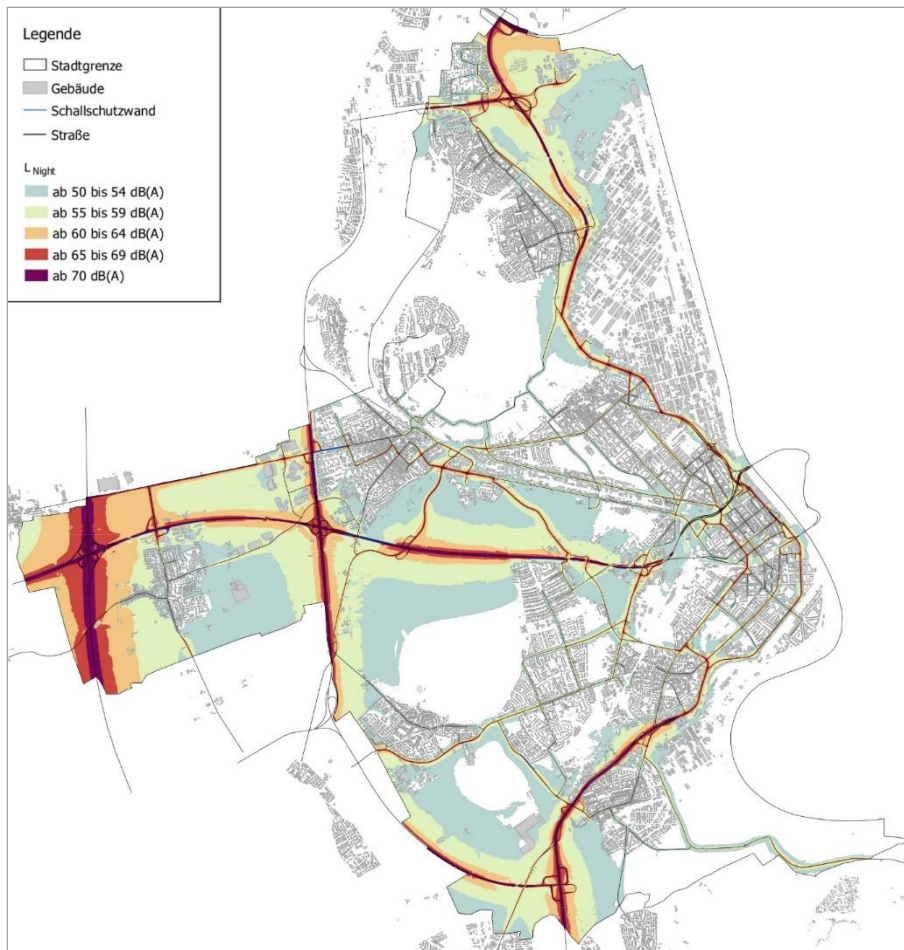 Legende
Stadtgrenze
Gebäude
Schallschutzwand
Straße
L Night
ab 50 bis 54 dB(A)
ab 55 bis 59 dB(A)
ab 60 bis 64 dB(A)
ab 65 bis 69 dB(A)
ab 70 dB(A)